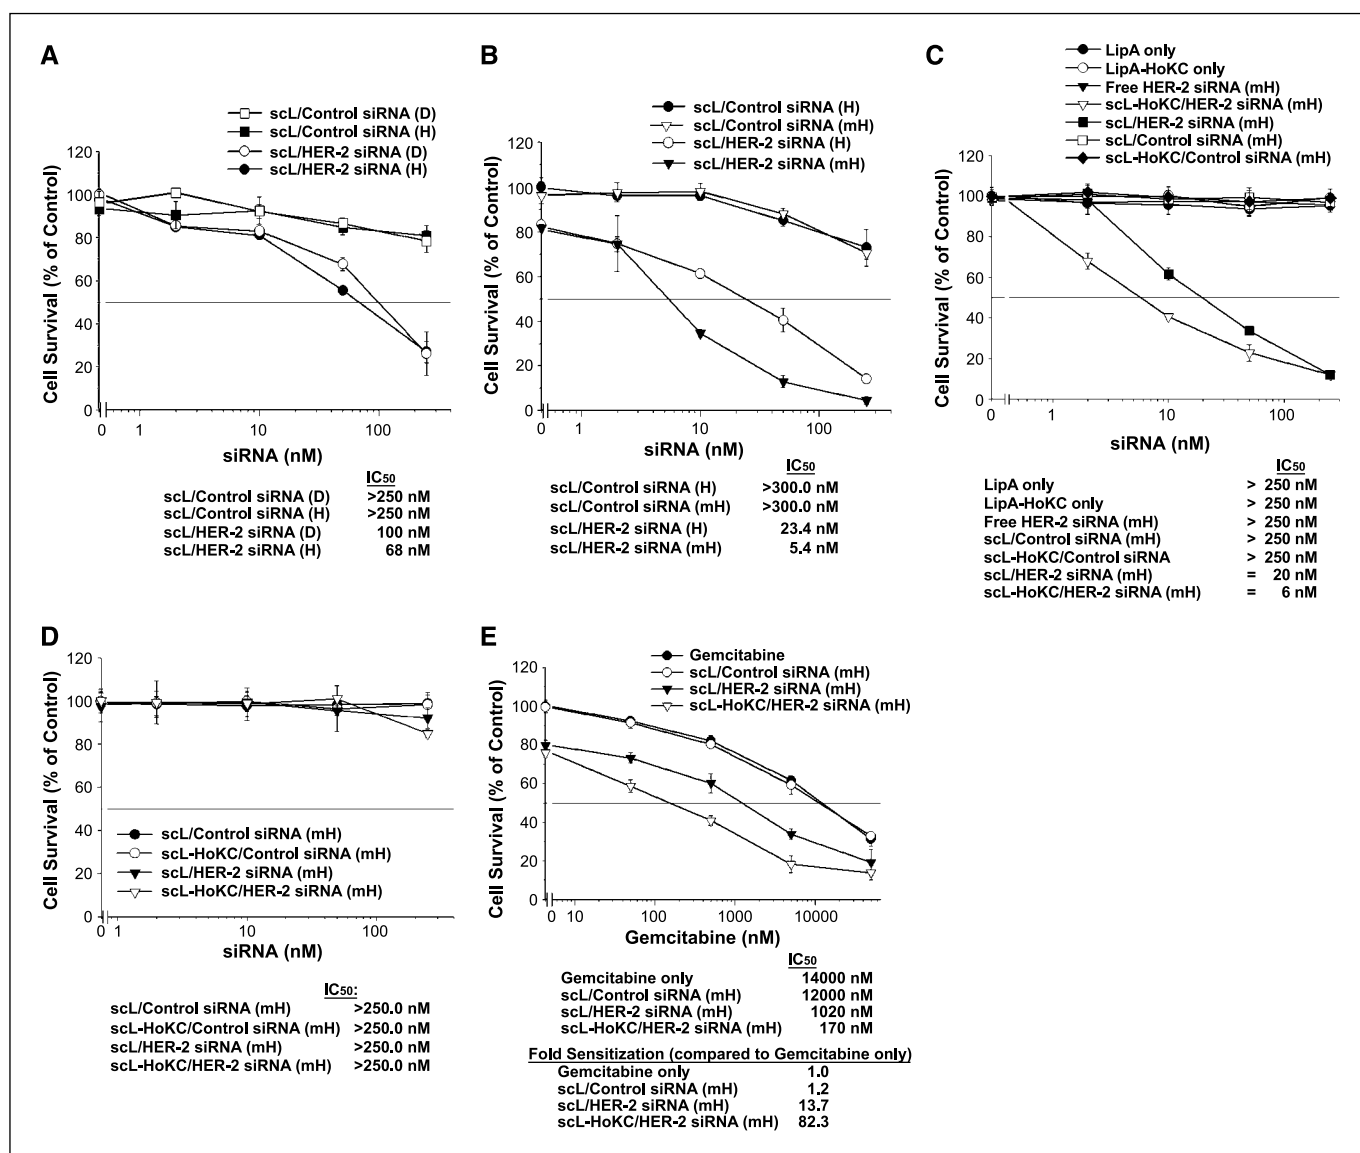 A
scL/Control siRNA (D)
scL/Control siRNA (H)
scL/HER-2 siRNA (D)
scL/HER-2 siRNA (H)
Cell Survival (% of Control)
120
100
80
60
40
20
0
0 1 10 100
siRNA (nM)
IC50
scL/Control siRNA (D) >250 nM
scL/Control siRNA (H) >250 nM
scL/HER-2 siRNA (D) 100 nM
scL/HER-2 siRNA (H) 68 nM
B
scL/Control siRNA (H)
scL/Control siRNA (mH)
scL/HER-2 siRNA (H)
scL/HER-2 siRNA (mH)
Cell Survival (% of Control)
120
100
80
60
40
20
0
0 1 10 100
siRNA (nM)
IC50
scL/Control siRNA (H) >300.0 nM
scL/Control siRNA (mH) >300.0 nM
scL/HER-2 siRNA (H) 23.4 nM
scL/HER-2 siRNA (mH) 5.4 nM
C
LipA only
LipA-HoKC only
Free HER-2 siRNA (mH)
scL-HoKC/HER-2 siRNA (mH)
scL/HER-2 siRNA (mH)
scL/Control siRNA (mH)
scL-HoKC/Control siRNA (mH)
Cell Survival (% of Control)
120
100
80
60
40
20
0
0 1 10 100
siRNA (nM)
IC50
LipA only > 250 nM
LipA-HoKC only > 250 nM
Free HER-2 siRNA (mH) > 250 nM
scL/Control siRNA (mH) > 250 nM
scL-HoKC/Control siRNA > 250 nM
scL/HER-2 siRNA (mH) = 20 nM
scL-HoKC/HER-2 siRNA (mH) = 6 nM
D
Cell Survival (% of Control)
120
100
80
60
40
20
0
scL/Control siRNA (mH)
scL-HoKC/Control siRNA (mH)
scL/HER-2 siRNA (mH)
scL-HoKC/HER-2 siRNA (mH)
0 1 10 100
siRNA (nM)
IC50:
scL/Control siRNA (mH) >250.0 nM
scL-HoKC/Control siRNA (mH) >250.0 nM
scL/HER-2 siRNA (mH) >250.0 nM
scL-HoKC/HER-2 siRNA (mH) >250.0 nM
E
Gemcitabine
scL/Control siRNA (mH)
scL/HER-2 siRNA (mH)
scL-HoKC/HER-2 siRNA (mH)
Cell Survival (% of Control)
120
100
80
60
40
20
0
0 10 100 1000 10000
Gemcitabine (nM)
IC50
Gemcitabine only 14000 nM
scL/Control siRNA (mH) 12000 nM
scL/HER-2 siRNA (mH) 1020 nM
scL-HoKC/HER-2 siRNA (mH) 170 nM
Fold Sensitization (compared to Gemcitabine only)
Gemcitabine only 1.0
scL/Control siRNA (mH) 1.2
scL/HER-2 siRNA (mH) 13.7
scL-HoKC/HER-2 siRNA (mH) 82.3